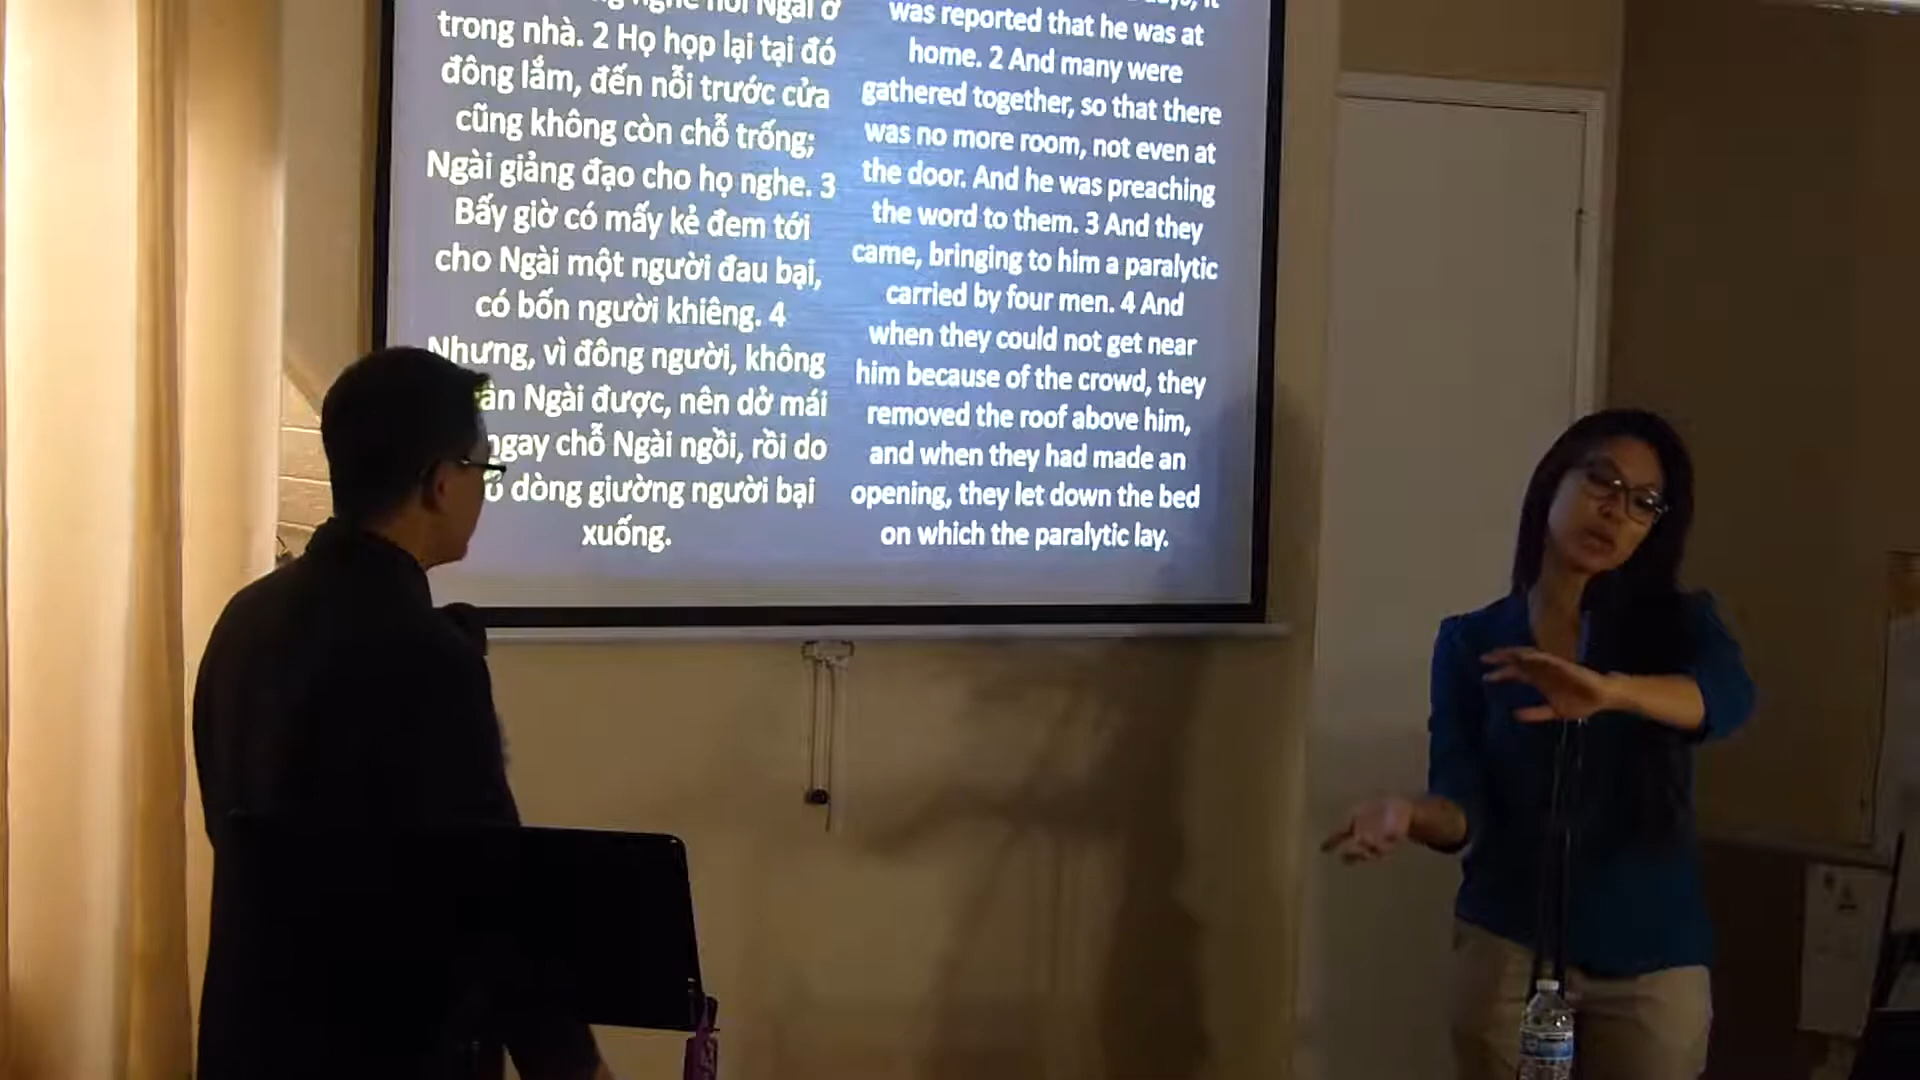 nghe nói Ngài ở
trong nhà. 2 Họ họp lại tại đó
đông lắm, đến nỗi trước cửa
cũng không còn chỗ trống;
Ngài giảng đạo cho họ nghe. 3
Bấy giờ có mấy kẻ đem tới
cho Ngài một người đau bại,
có bốn người khiêng. 4
Nhưng, vì đông người, không
Ngài được, nên dở mái
ngay chỗ Ngài ngồi, rồi do
dòng giường người bại
xuống.
it
was reported that he was at
home. 2 And many were
gathered together, so that there
was no more room, not even at
the door. And he was preaching
the word to them. 3 And they
came, bringing to him a paralytic
carried by four men. 4 And
when they could not get near
him because of the crowd, they
removed the roof above him,
and when they had made an
opening, they let down the bed
on which the paralytic lay.